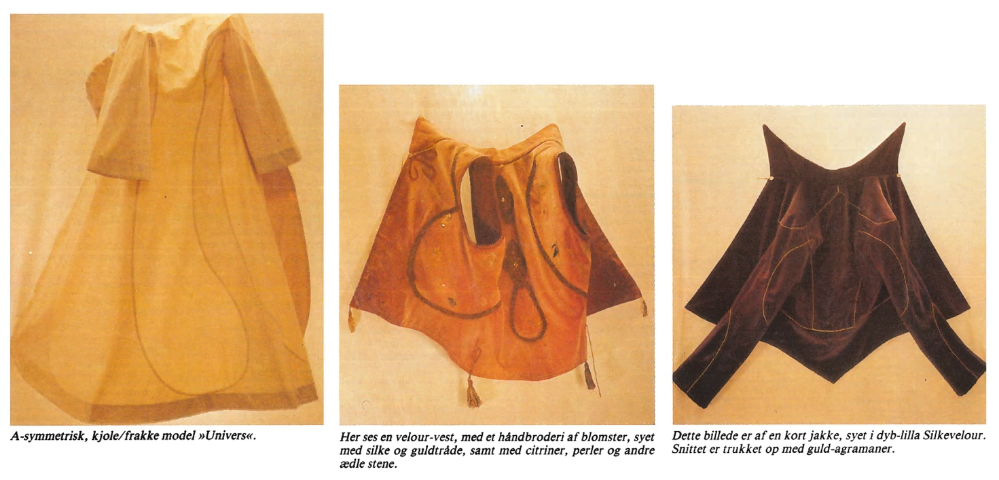 A-symmetrisk, kjole/frakke model »Univers«.
Her ses en velour-vest, med et håndbroderi af blomster, syet
med silke og guldtråde, samt med citriner, perler og andre
ædle stene.
Dette billede er af en kort jakke, syet i dyb-lilla Silkevelour.
Snittet er trukket op med guld-agramaner.